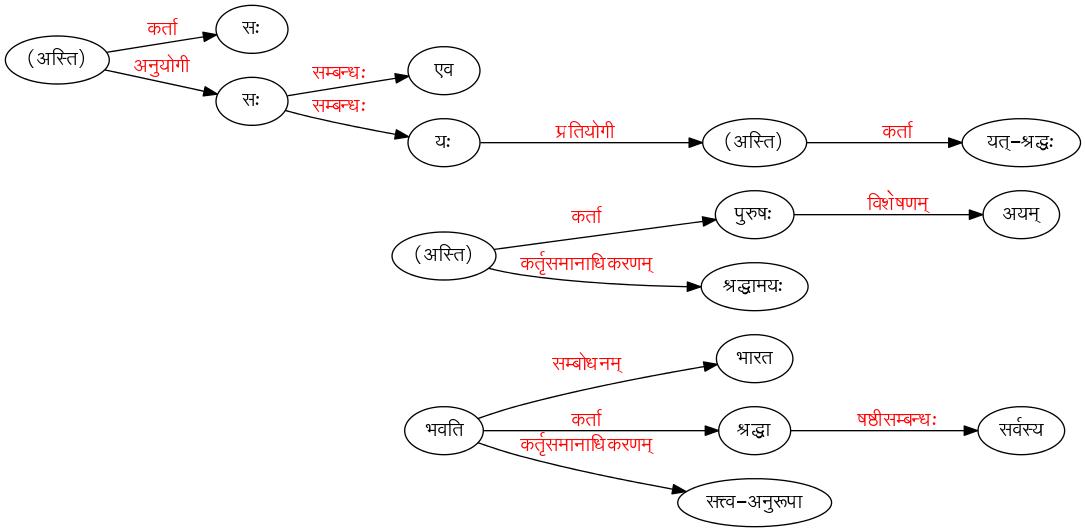 कर्ता
सः
(अस्ति)
अनुयोगी
सः
सम्बन्धः
एव
सम्बन्धः
यः
प्रतियोगी
(अस्ति)
कर्ता
यत्-श्रद्धः
कर्ता
पुरुषः
विशेषणम्
अयम्
(अस्ति)
कर्तृसमानाधिकरणम्
श्रद्धामयः
सम्बोधनम्
भारत
भवति
कर्ता
श्रद्धा
षष्ठीसम्बन्धः
सर्वस्य
कर्तृसमानाधिकरणम्
सत्त्व-अनुरूपा